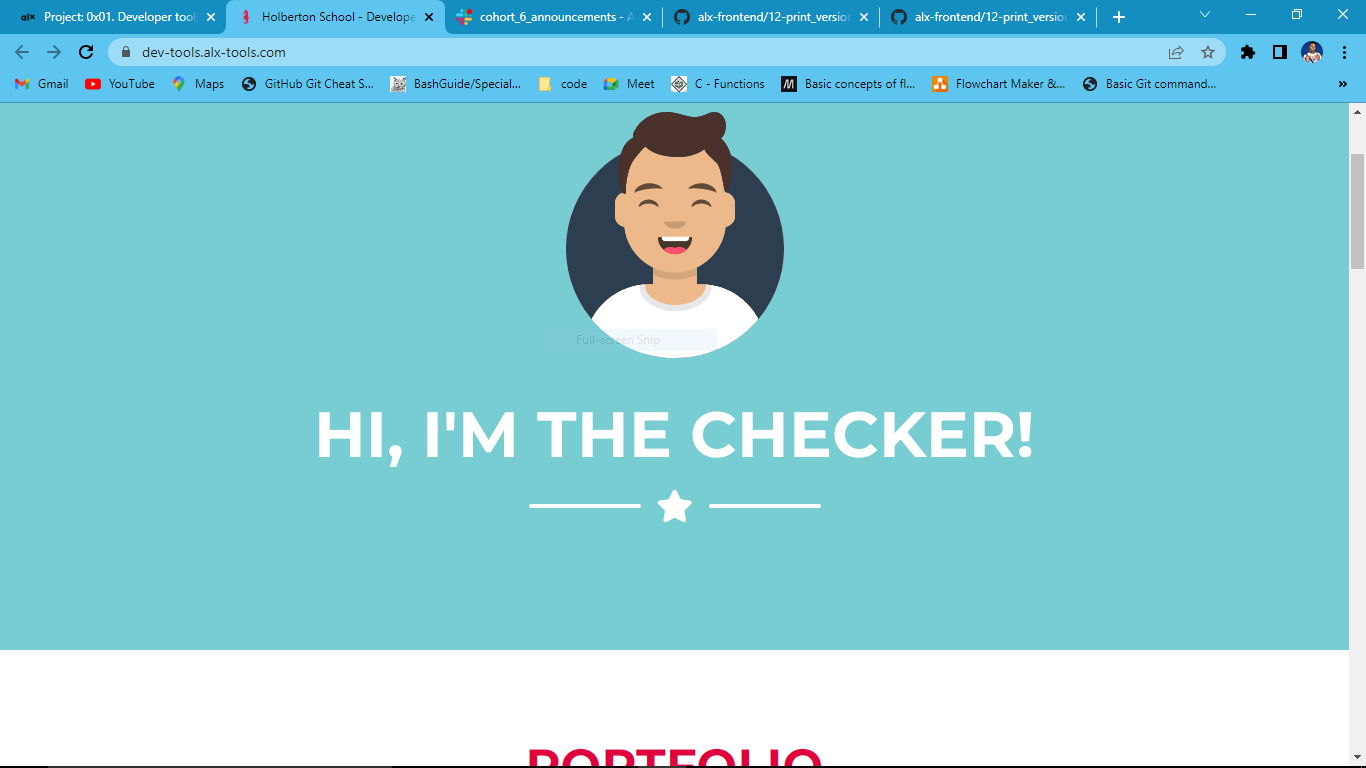 alx Project: 0x01. Developer tool
Holberton School - Develope
cohort_6_announcements - A
alx-frontend/12-print_version
alx-frontend/12-print_version
dev-tools.alx-tools.com
Gmail
YouTube
Maps
GitHub Git Cheat S...
BashGuide/Special...
code
Meet
C - Functions
M Basic concepts of fl...
Flowchart Maker &...
Basic Git command...
»
Full-screen Snip
HI, I'M THE CHECKER!
PORTFOLIO